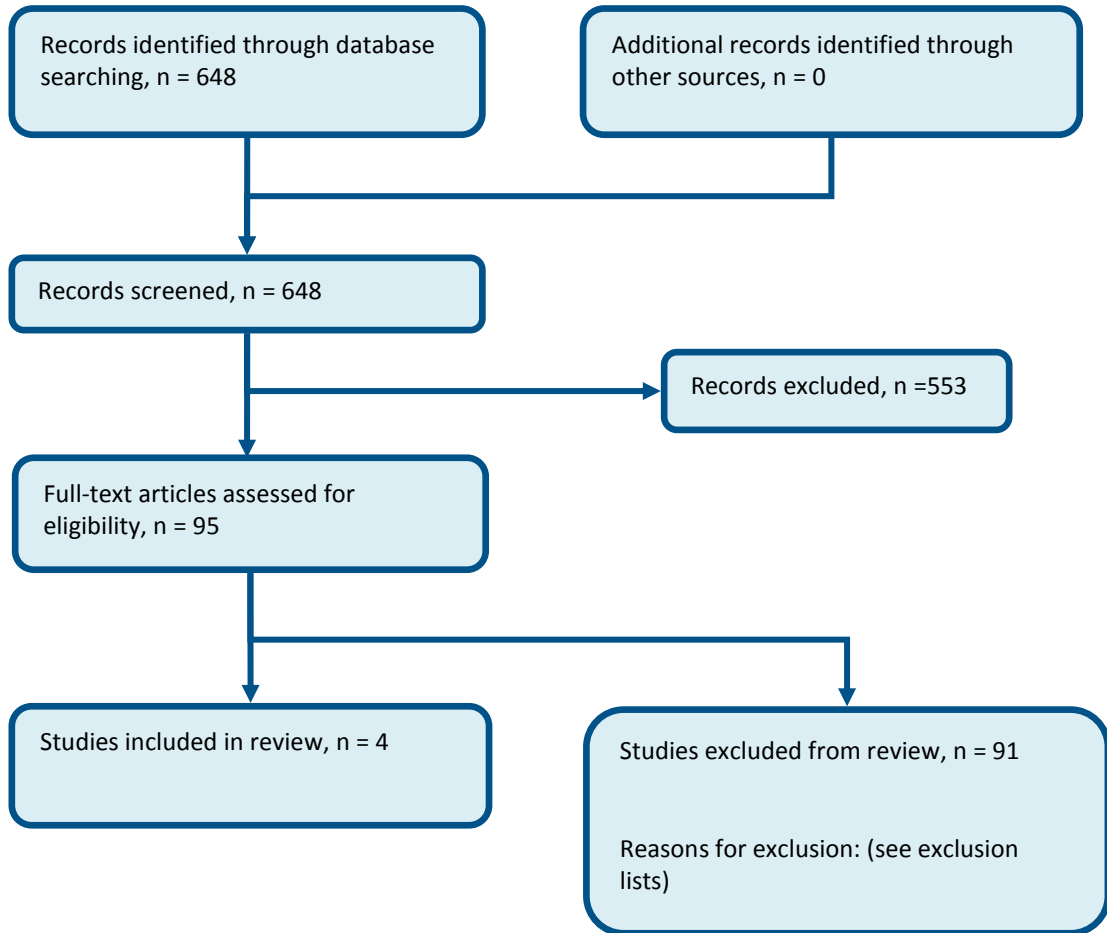 Records identified through database
searching, n = 648
Additional records identified through
other sources, n = 0
Records screened, n = 648
Records excluded, n =553
Full-text articles assessed for
eligibility, n = 95
Studies included in review, n = 4
Studies excluded from review, n = 91
Reasons for exclusion: (see exclusion
lists)